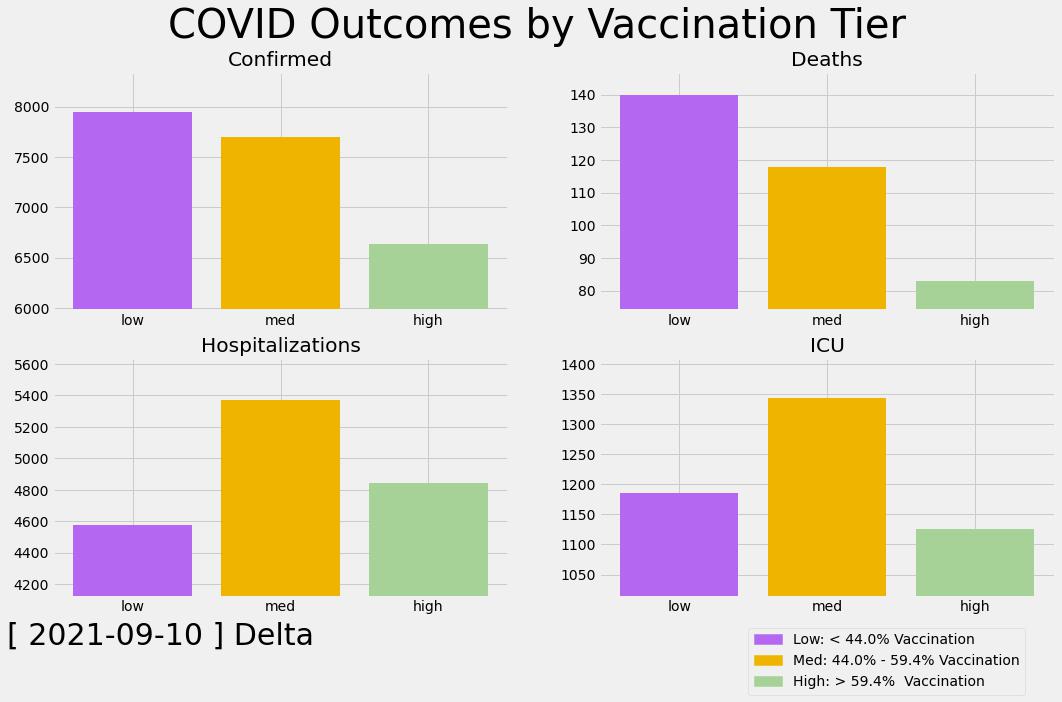 COVID Outcomes by Vaccination Tier
Confirmed
8000
7500
7000
6500
6000
low med high
Deaths
140
130
120
110
100
90
80
low med high
Hospitalizations
5600
5400
5200
5000
4800
4600
4400
4200
low med high
ICU
1400
1350
1300
1250
1200
1150
1100
1050
low med high
[ 2021-09-10 ] Delta
Low: < 44.0% Vaccination
Med: 44.0% - 59.4% Vaccination
High: > 59.4%  Vaccination